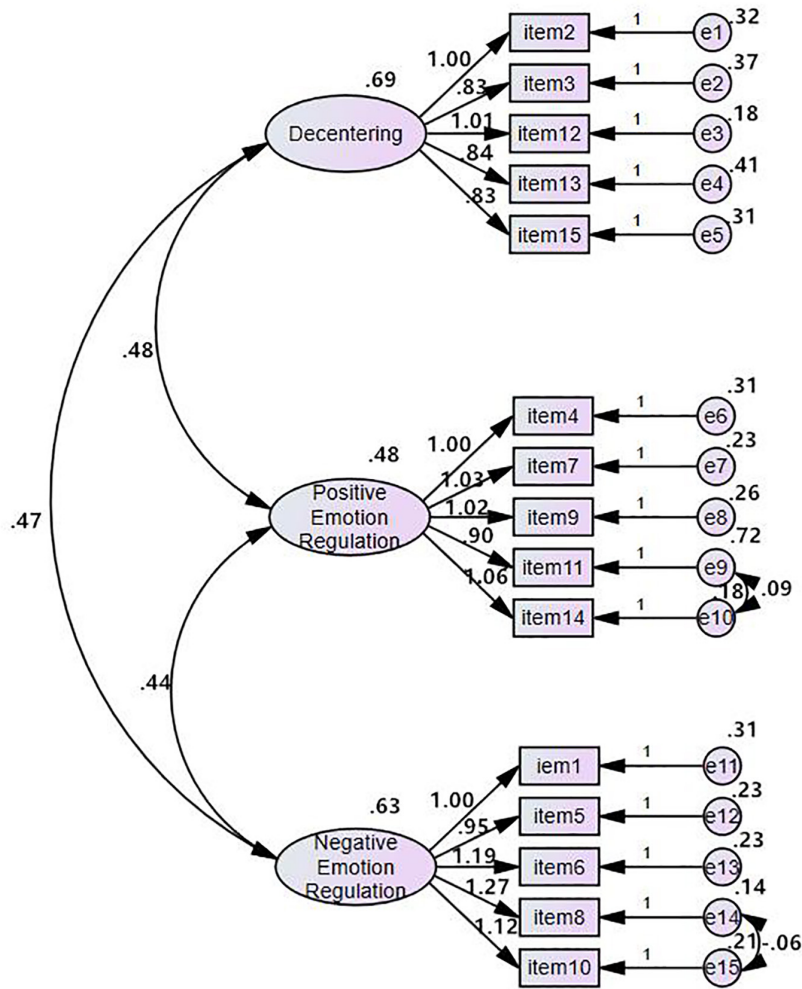 .69
Decentering
1.00
.83
1.01
.84
.83
item2
1
e1
.32
item3
1
e2
.37
item12
1
e3
.18
item13
1
e4
.41
item15
1
e5
.31
.48
.47
.44
.48
Positive
Emotion
Regulation
1.00
1.03
1.02
.90
1.06
item4
1
e6
.31
item7
1
e7
.23
item9
1
e8
.26
item11
1
e9
.72
item14
1
e10
.18
.09
.63
Negative
Emotion
Regulation
1.00
.95
1.19
1.27
1.12
iem1
1
e11
.31
item5
1
e12
.23
item6
1
e13
.23
item8
1
e14
.14
item10
1
e15
.21
-.06